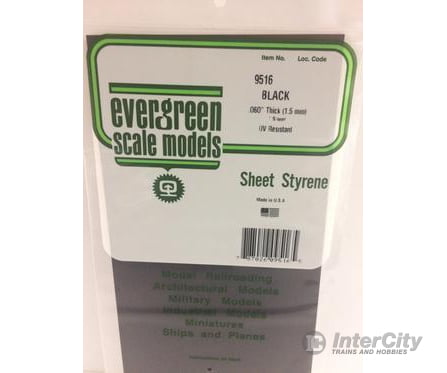 Item No. Loc. Code
9516
BLACK
.060" Thick (1.5 mm)
UV Resistant
evergreen
scale models
Sheet Styrene
Made in U.S.A
Model Railroading
Architectural Models
Military Models
Industrial Models
Miniatures
Ships and Planes
InterCity
TRAINS AND HOBBIES